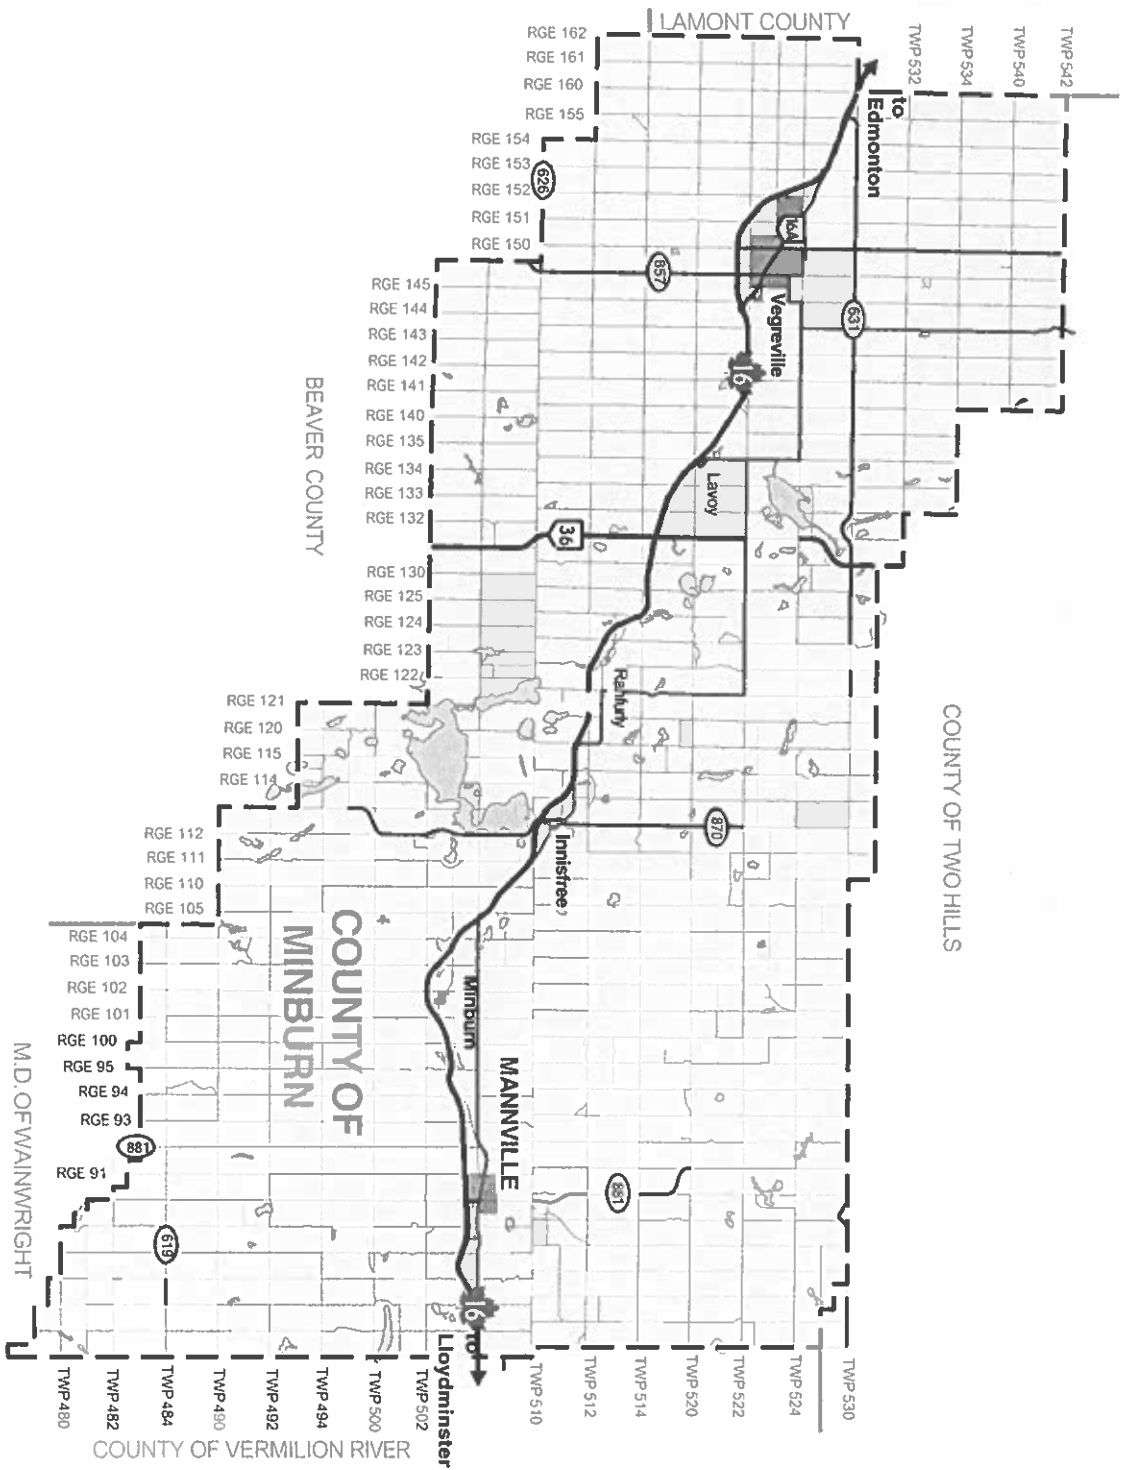 LAMONT COUNTY
TWP 532
TWP 534
TWP 540
TWP 542
RGE 162
RGE 161
RGE 160
RGE 155
RGE 154
RGE 153
RGE 152
RGE 151
RGE 150
RGE 145
RGE 144
RGE 143
RGE 142
RGE 141
RGE 140
RGE 135
RGE 134
RGE 133
RGE 132
RGE 130
RGE 125
RGE 124
RGE 123
RGE 122
RGE 121
RGE 120
RGE 115
RGE 114
RGE 112
RGE 111
RGE 110
RGE 105
RGE 104
RGE 103
RGE 102
RGE 101
RGE 100
RGE 95
RGE 94
RGE 93
RGE 91
to
Edmonton
626
16A
857
631
Vegreville
16
Lavoy
36
Ranfurly
870
Innisfree
BEAVER COUNTY
COUNTY OF TWO HILLS
COUNTY OF
MINBURN
Minburn
MANNVILLE
881
881
619
M.D. OF WAINWRIGHT
16
to
Lloydminster
TWP 480
TWP 482
TWP 484
TWP 490
TWP 492
TWP 494
TWP 500
TWP 502
TWP 510
TWP 512
TWP 514
TWP 520
TWP 522
TWP 524
TWP 530
COUNTY OF VERMILION RIVER